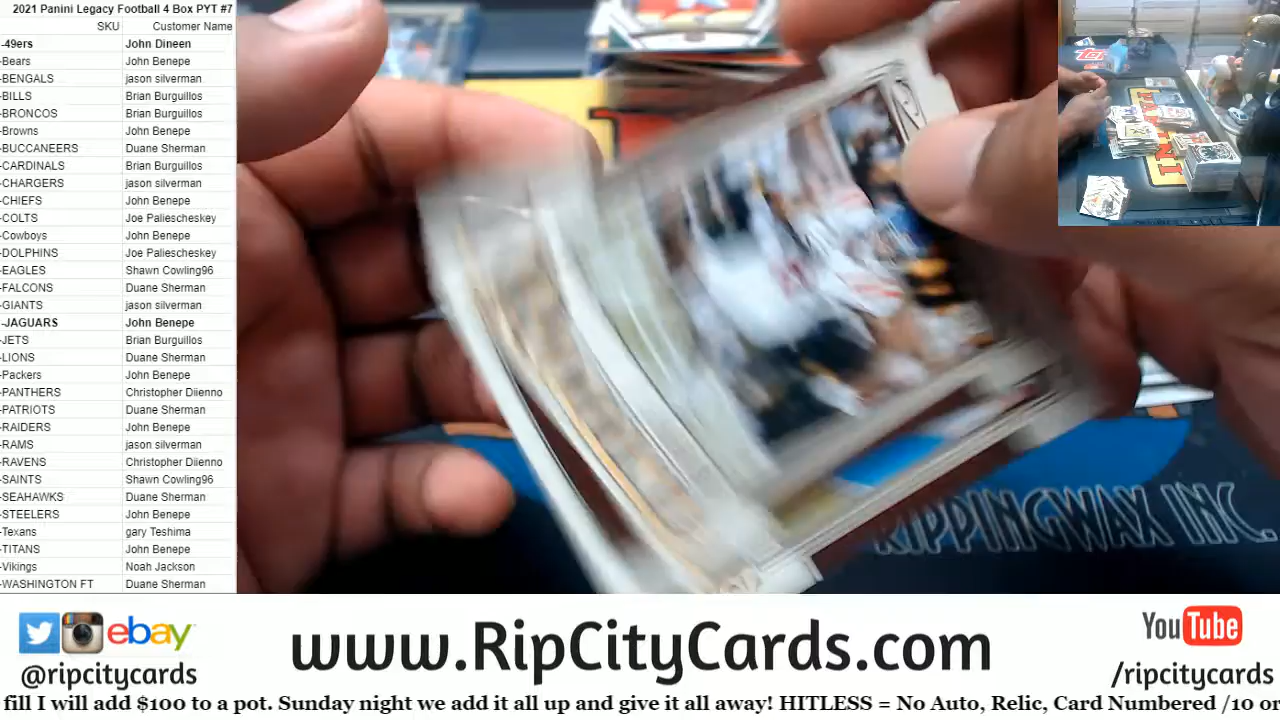 2021 Panini Legacy Football 4 Box PYT #7
SKU Customer Name
-49ers John Dineen
-Bears John Benepe
-BENGALS jason silverman
-BILLS Brian Burguillos
-BRONCOS Brian Burguillos
-Browns John Benepe
-BUCCANEERS Duane Sherman
-CARDINALS Brian Burguillos
-CHARGERS jason silverman
-CHIEFS John Benepe
-COLTS Joe Paliescheskey
-Cowboys John Benepe
-DOLPHINS Joe Paliescheskey
-EAGLES Shawn Cowling96
-FALCONS Duane Sherman
-GIANTS jason silverman
-JAGUARS John Benepe
-JETS Brian Burguillos
-LIONS Duane Sherman
-Packers John Benepe
-PANTHERS Christopher Diienno
-PATRIOTS Duane Sherman
-RAIDERS John Benepe
-RAMS jason silverman
-RAVENS Christopher Diienno
-SAINTS Shawn Cowling96
-SEAHAWKS Duane Sherman
-STEELERS John Benepe
-Texans gary Teshima
-TITANS John Benepe
-Vikings Noah Jackson
-WASHINGTON FT Duane Sherman
RIPPINGWAX INC.
PANINI
ebay
@ripcitycards
www.RipCityCards.com
YouTube
/ripcitycards
fill I will add $100 to a pot. Sunday night we add it all up and give it all away! HITLESS = No Auto, Relic, Card Numbered /10 or